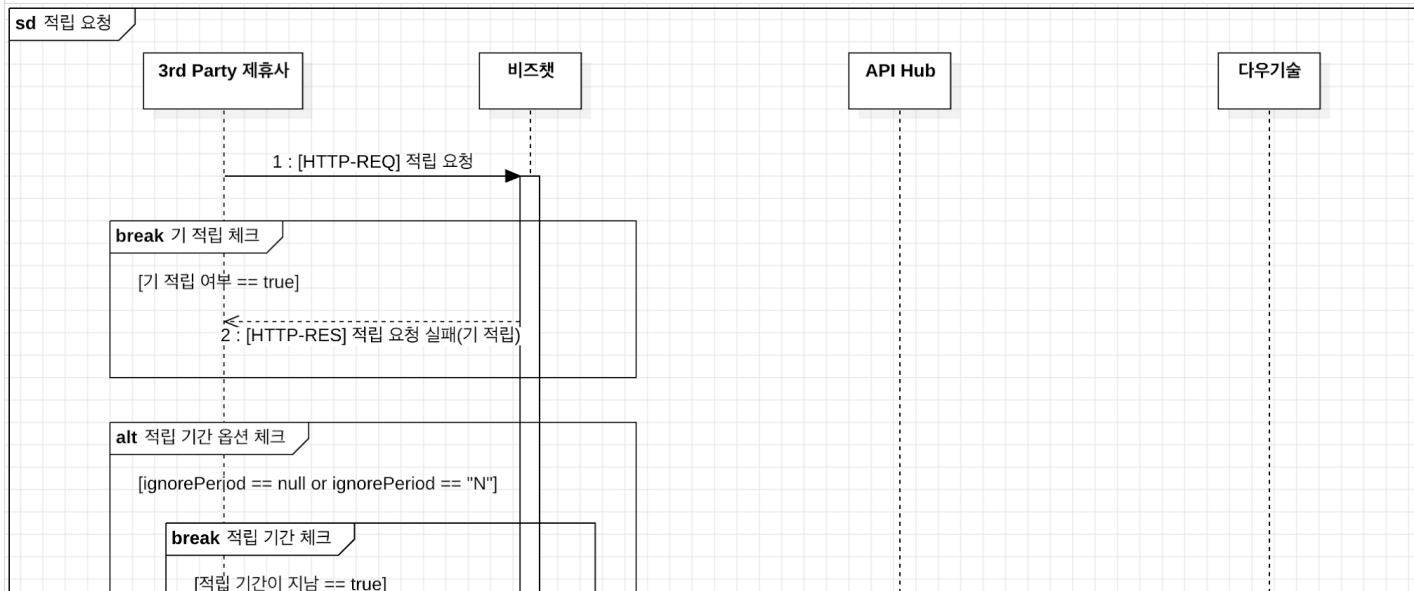 sd 적립 요청
3rd Party 제휴사
비즈챗
API Hub
다우기술
1 : [HTTP-REQ] 적립 요청
break 기 적립 체크
[기 적립 여부 == true]
2 : [HTTP-RES] 적립 요청 실패(기 적립)
alt 적립 기간 옵션 체크
[ignorePeriod == null or ignorePeriod == "N"]
break 적립 기간 체크
[적립 기간이 지남 == true]